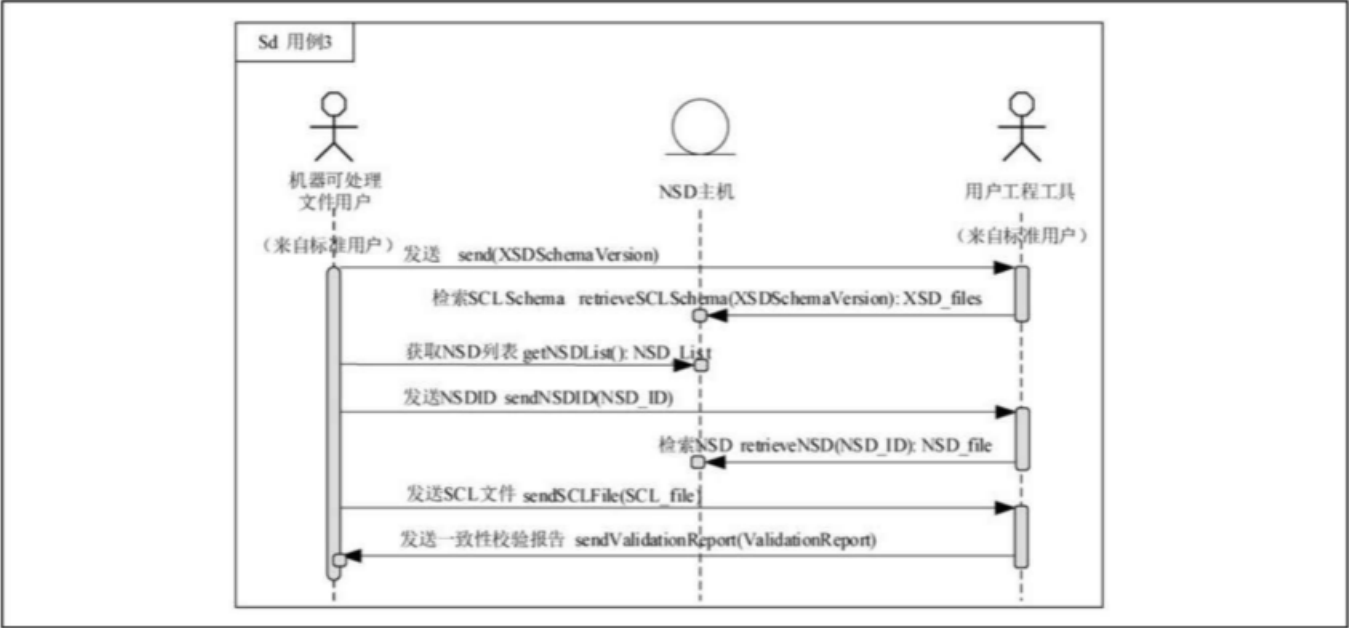 Sd 用例3
机器可处理
文件用户
（来自标准用户）
NSD主机
用户工程工具
（来自标准用户）
发送 send(XSDSchemaVersion)
检索SCLSchema retrieveSCLSchema(XSDSchemaVersion): XSD_files
获取NSD列表 getNSDList(): NSD_List
发送NSDID sendNSDID(NSD_ID)
检索NSD retrieveNSD(NSD_ID): NSD_file
发送SCL文件 sendSCLFile(SCL_file)
发送一致性校验报告 sendValidationReport(ValidationReport)